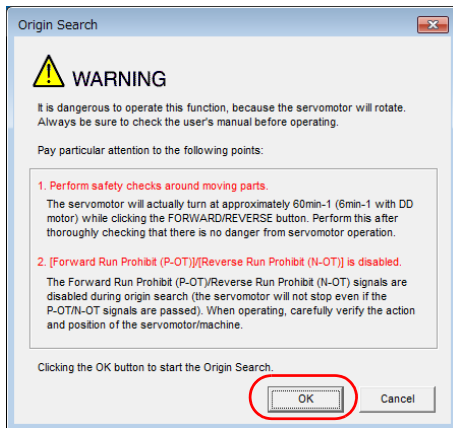 Origin Search
WARNING
It is dangerous to operate this function, because the servomotor will rotate.
Always be sure to check the user's manual before operating.
Pay particular attention to the following points:
1. Perform safety checks around moving parts.
The servomotor will actually turn at approximately 60min-1 (6min-1 with DD
motor) while clicking the FORWARD/REVERSE button. Perform this after
thoroughly checking that there is no danger from servomotor operation.
2. [Forward Run Prohibit (P-OT)]/[Reverse Run Prohibit (N-OT)] is disabled.
The Forward Run Prohibit (P-OT)/Reverse Run Prohibit (N-OT) signals are
disabled during origin search (the servomotor will not stop even if the
P-OT/N-OT signals are passed). When operating, carefully verify the action
and position of the servomotor/machine.
Clicking the OK button to start the Origin Search.
OK
Cancel